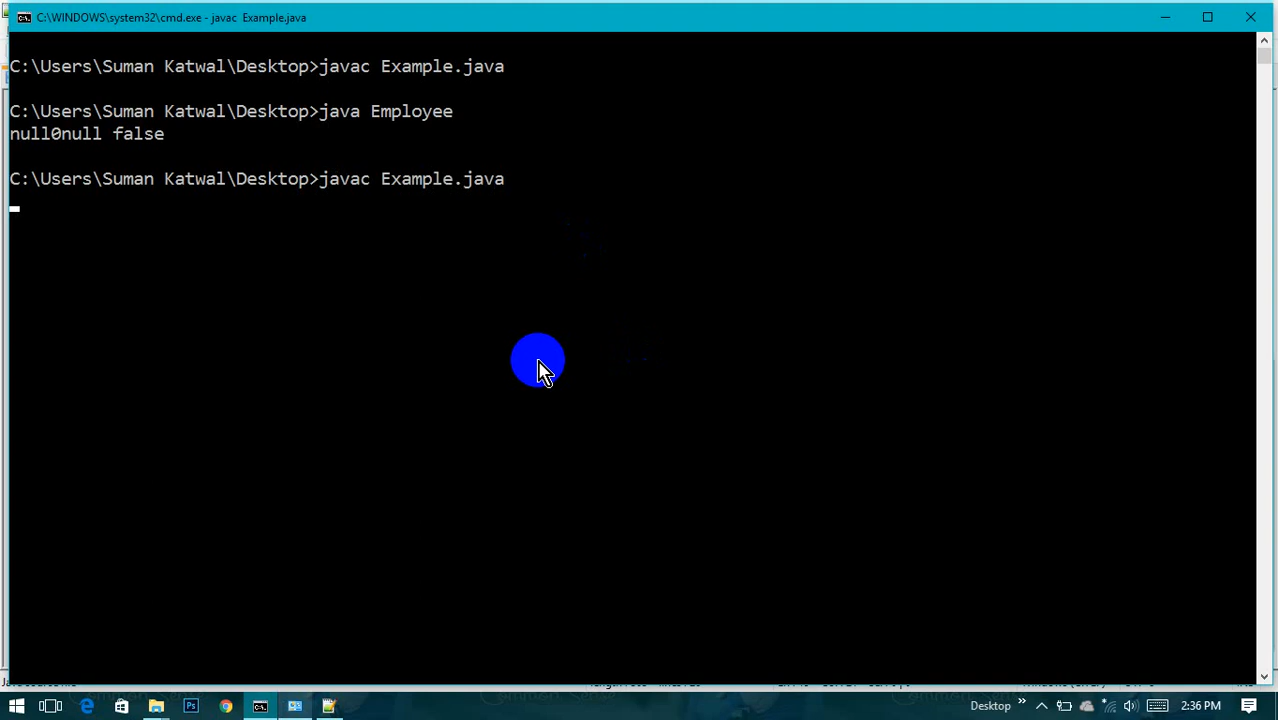 C:\WINDOWS\system32\cmd.exe - javac  Example.java
C:\Users\Suman Katwal\Desktop>javac Example.java
C:\Users\Suman Katwal\Desktop>java Employee
null0null false
C:\Users\Suman Katwal\Desktop>javac Example.java
Desktop
2:36 PM